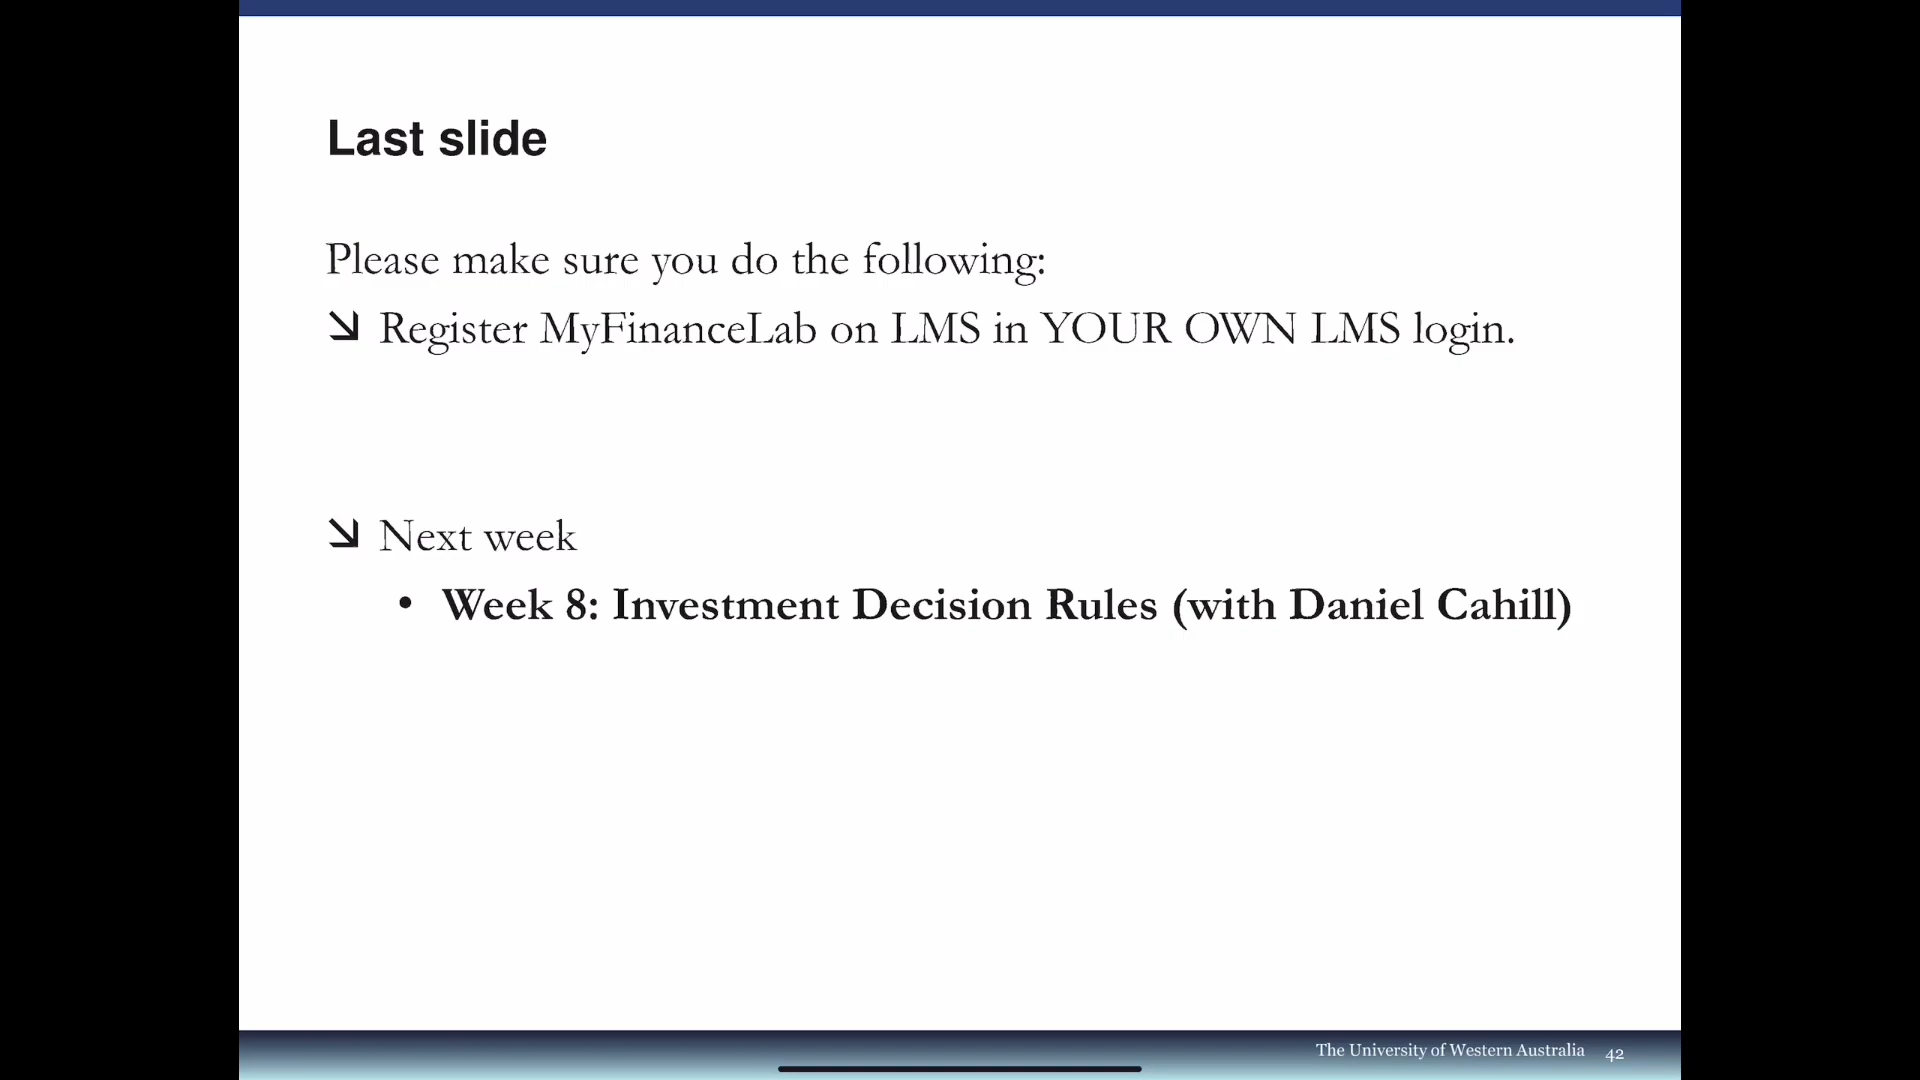 Last slide
Please make sure you do the following:
➘ Register MyFinanceLab on LMS in YOUR OWN LMS login.
➘ Next week
• Week 8: Investment Decision Rules (with Daniel Cahill)
The University of Western Australia 42